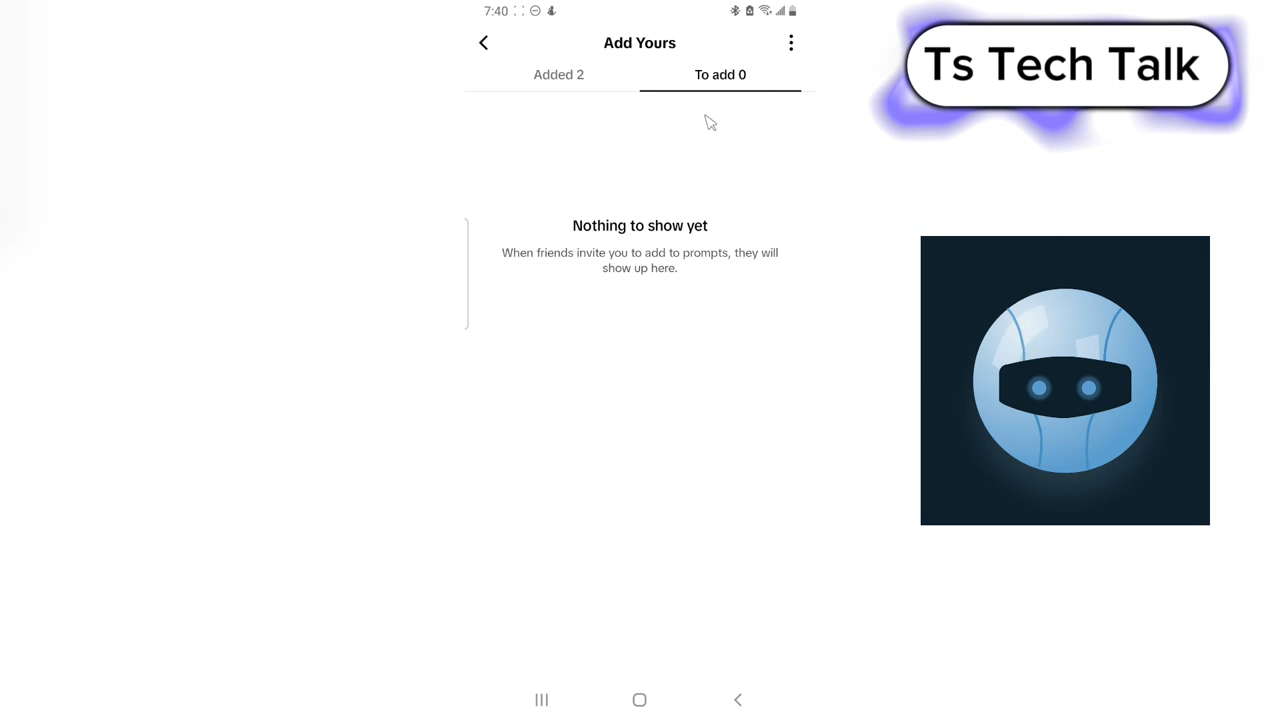 7:40
Add Yours
Added 2
To add 0
Nothing to show yet
When friends invite you to add to prompts, they will
show up here.
Ts Tech Talk